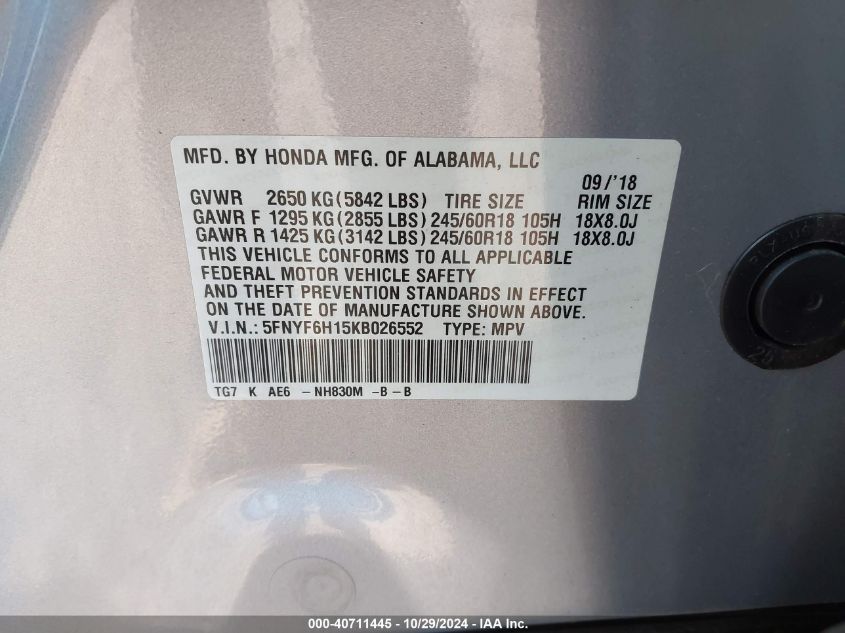 MFD. BY HONDA MFG. OF ALABAMA, LLC
09/'18
GVWR 2650 KG(5842 LBS) TIRE SIZE RIM SIZE
GAWR F 1295 KG(2855 LBS) 245/60R18 105H 18X8.0J
GAWR R 1425 KG(3142 LBS) 245/60R18 105H 18X8.0J
THIS VEHICLE CONFORMS TO ALL APPLICABLE
FEDERAL MOTOR VEHICLE SAFETY
AND THEFT PREVENTION STANDARDS IN EFFECT
ON THE DATE OF MANUFACTURE SHOWN ABOVE.
V.I.N.: 5FNYF6H15KB026552 TYPE: MPV
TG7 K AE6 -NH830M -B-B
25
000-40711445 - 10/29/2024 - IAA Inc.